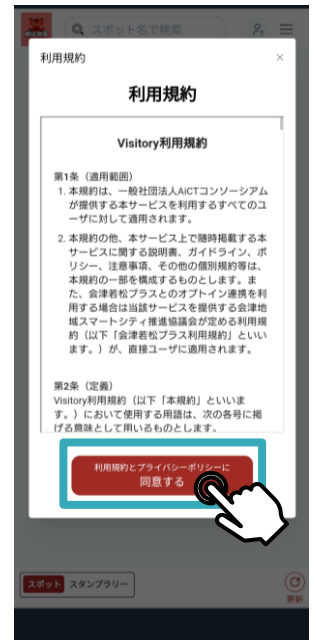 スポット名で検索
利用規約
×
利用規約
Visitory利用規約
第1条（適用範囲）
1. 本規約は、一般社団法人AiCTコンソーシアム
が提供する本サービスを利用するすべてのユ
ーザに対して適用されます。
2. 本規約の他、本サービス上で随時掲載する本
サービスに関する説明書、ガイドライン、ポ
リシー、注意事項、その他の個別規約等は、
本規約の一部を構成するものとします。ま
た、会津若松プラスとのオプトイン連携を利
用する場合は当該サービスを提供する会津地
域スマートシティ推進協議会が定める利用規
約（以下「会津若松プラス利用規約」といい
ます。）が、直接ユーザに適用されます。
第2条（定義）
Visitory利用規約（以下「本規約」といいま
す。）において使用する用語は、次の各号に掲
げる意味として用いるものとします。
利用規約とプライバシーポリシーに
同意する
スポット スタンプラリー
更新